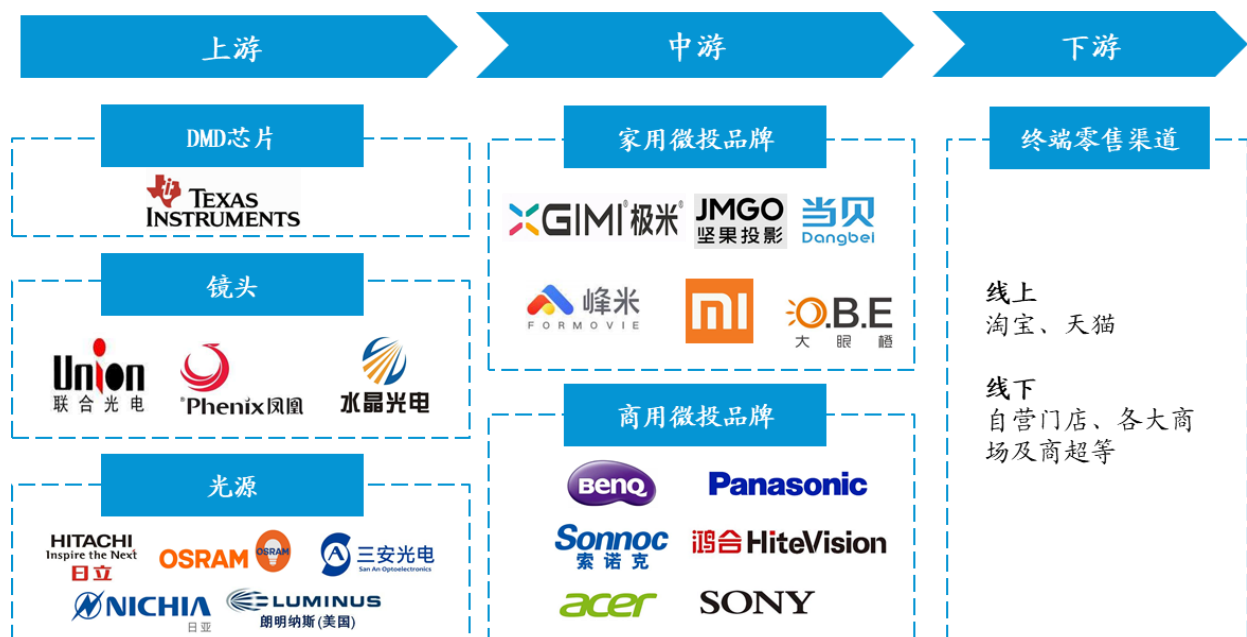 上游
中游
下游
DMD芯片
TEXAS
INSTRUMENTS
镜头
Union
联合光电
Phenix凤凰
水晶光电
光源
HITACHI
Inspire the Next
日立
OSRAM
OSRAM
三安光电
San An Optoelectronics
NICHIA
日亚
LUMINUS
朗明纳斯(美国)
家用微投品牌
XGIMI®极米®
JMGO
坚果投影
当贝
Dangbei
峰米
FORMOVIE
mi
O.B.E
大眼橙
商用微投品牌
BenQ
Panasonic
Sonnoc
索诺克
鸿合HiteVision
acer
SONY
终端零售渠道
线上
淘宝、天猫
线下
自营门店、各大商
场及商超等